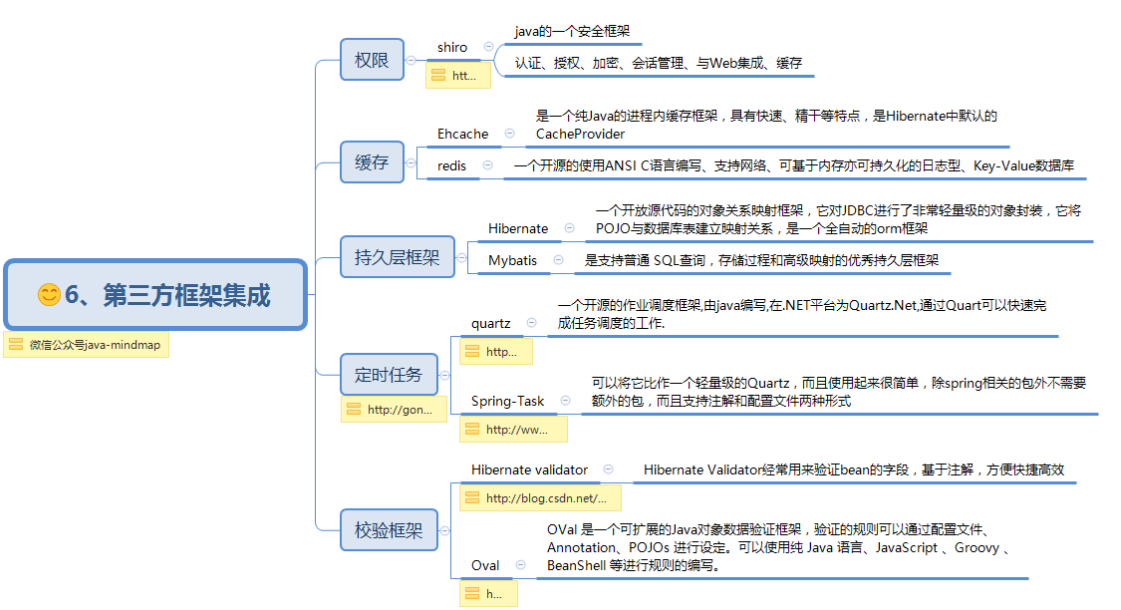 6、第三方框架集成
微信公众号java-mindmap
权限
shiro
htt...
java的一个安全框架
认证、授权、加密、会话管理、与Web集成、缓存
缓存
Ehcache
是一个纯Java的进程内缓存框架，具有快速、精干等特点，是Hibernate中默认的
CacheProvider
redis
一个开源的使用ANSI C语言编写、支持网络、可基于内存亦可持久化的日志型、Key-Value数据库
持久层框架
Hibernate
一个开放源代码的对象关系映射框架，它对JDBC进行了非常轻量级的对象封装，它将
POJO与数据库表建立映射关系，是一个全自动的orm框架
Mybatis
是支持普通 SQL查询，存储过程和高级映射的优秀持久层框架
定时任务
http://gon...
quartz
http...
一个开源的作业调度框架,由java编写,在.NET平台为Quartz.Net,通过Quart可以快速完
成任务调度的工作.
Spring-Task
http://ww...
可以将它比作一个轻量级的Quartz，而且使用起来很简单，除spring相关的包外不需要
额外的包，而且支持注解和配置文件两种形式
校验框架
Hibernate validator
http://blog.csdn.net/...
Hibernate Validator经常用来验证bean的字段，基于注解，方便快捷高效
Oval
h...
OVal 是一个可扩展的Java对象数据验证框架，验证的规则可以通过配置文件、
Annotation、POJOs 进行设定。可以使用纯 Java 语言、JavaScript 、Groovy 、
BeanShell 等进行规则的编写。